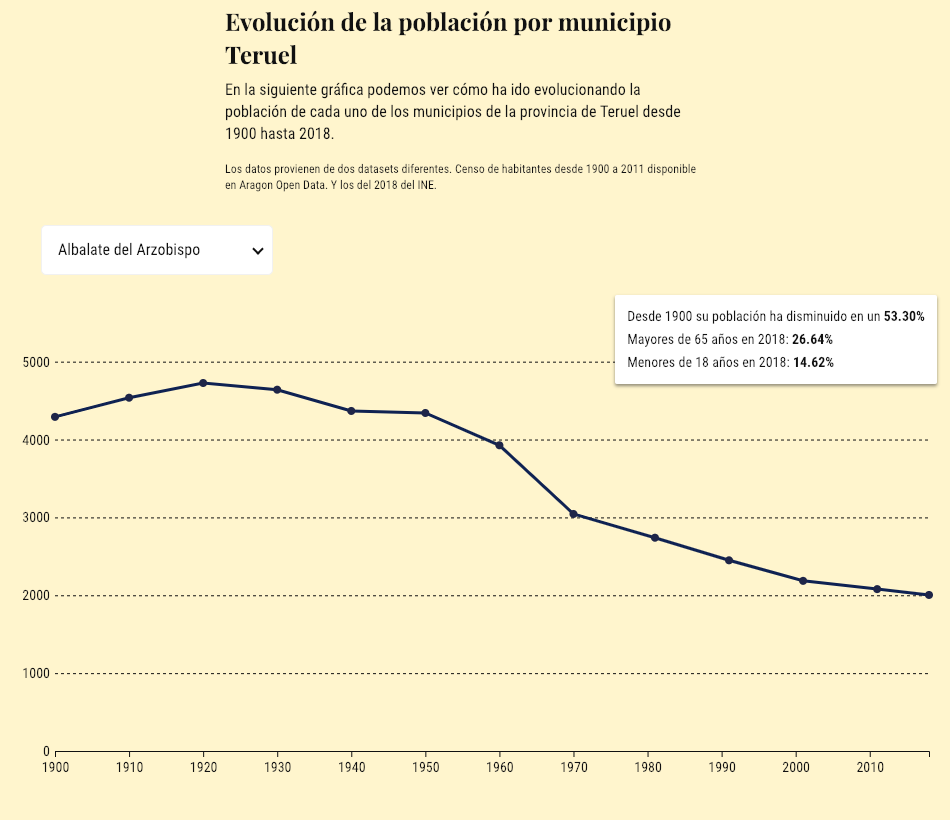 Evolución de la población por municipio
Teruel
En la siguiente gráfica podemos ver cómo ha ido evolucionando la
población de cada uno de los municipios de la provincia de Teruel desde
1900 hasta 2018.
Los datos provienen de dos datasets diferentes. Censo de habitantes desde 1900 a 2011 disponible
en Aragon Open Data. Y los del 2018 del INE.
Albalate del Arzobispo
Desde 1900 su población ha disminuido en un 53.30%
Mayores de 65 años en 2018: 26.64%
Menores de 18 años en 2018: 14.62%
5000
4000
3000
2000
1000
0
1900 1910 1920 1930 1940 1950 1960 1970 1980 1990 2000 2010